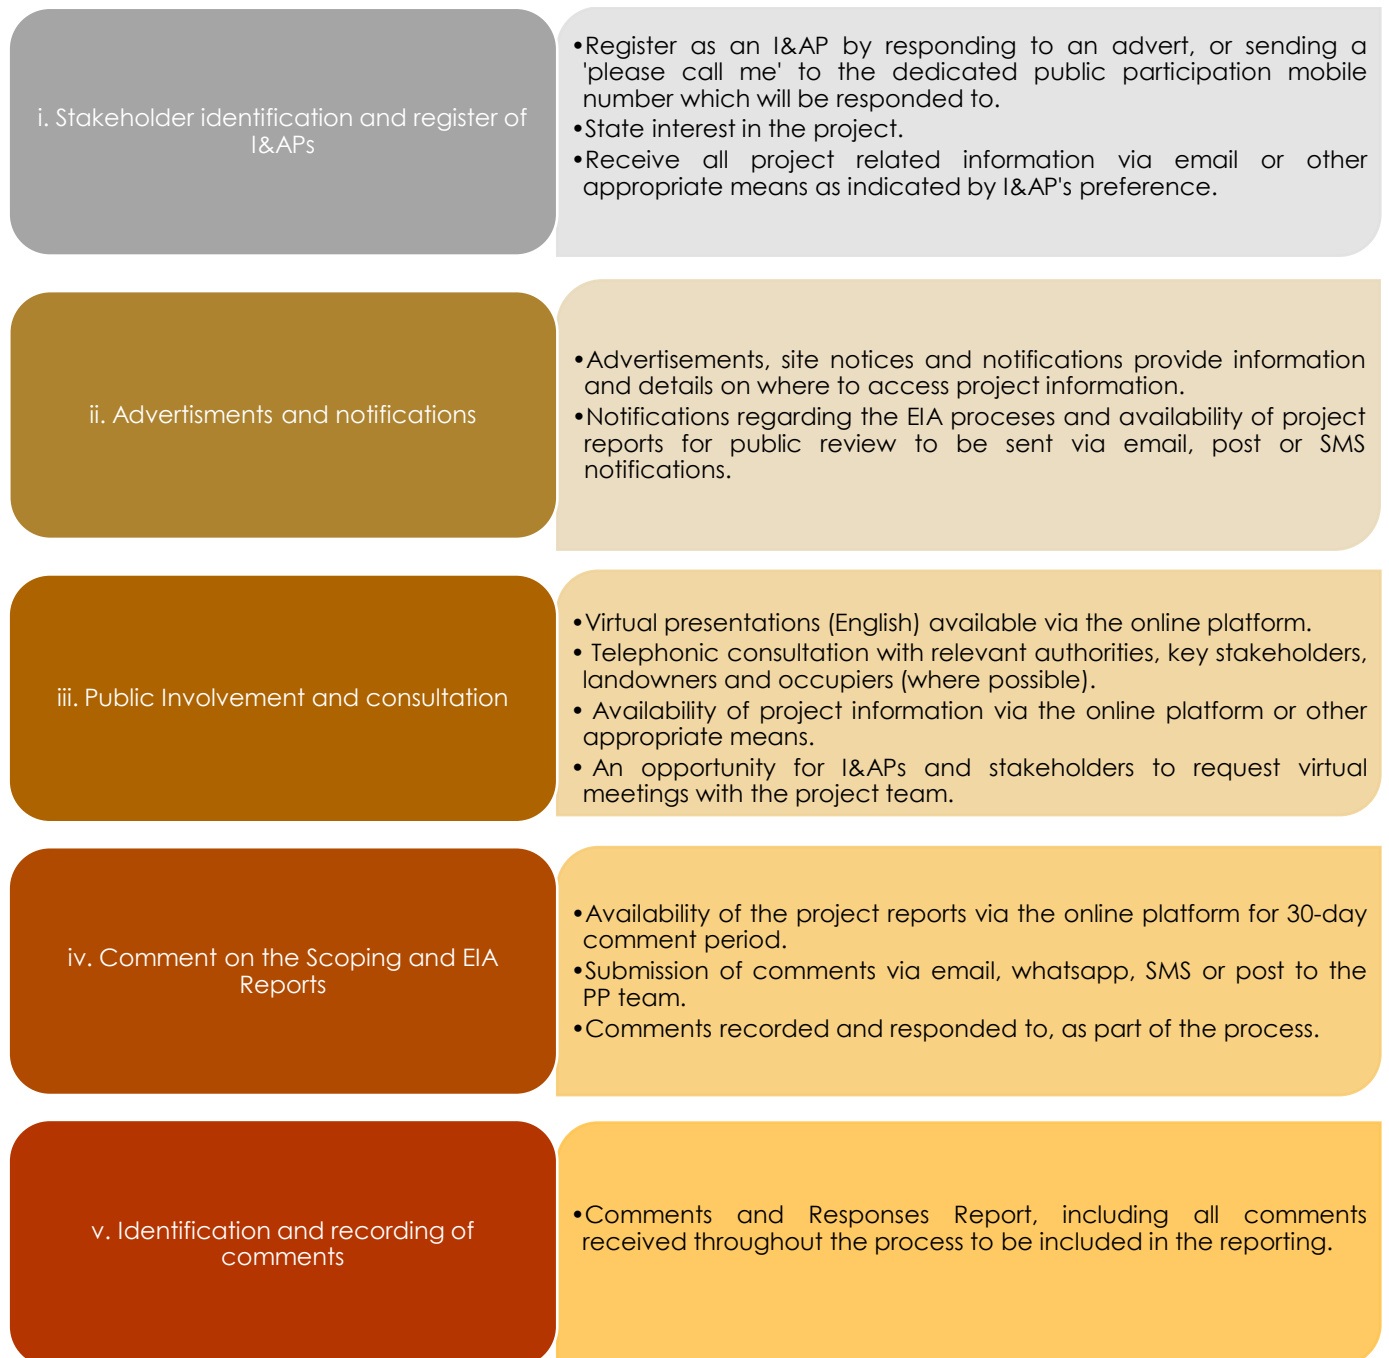 i. Stakeholder identification and register of
I&APs
•Register as an I&AP by responding to an advert, or sending a
'please call me' to the dedicated public participation mobile
number which will be responded to.
•State interest in the project.
•Receive all project related information via email or other
appropriate means as indicated by I&AP's preference.
ii. Advertisments and notifications
•Advertisements, site notices and notifications provide information
and details on where to access project information.
•Notifications regarding the EIA proceses and availability of project
reports for public review to be sent via email, post or SMS
notifications.
iii. Public Involvement and consultation
•Virtual presentations (English) available via the online platform.
• Telephonic consultation with relevant authorities, key stakeholders,
landowners and occupiers (where possible).
• Availability of project information via the online platform or other
appropriate means.
• An opportunity for I&APs and stakeholders to request virtual
meetings with the project team.
iv. Comment on the Scoping and EIA
Reports
•Availability of the project reports via the online platform for 30-day
comment period.
•Submission of comments via email, whatsapp, SMS or post to the
PP team.
•Comments recorded and responded to, as part of the process.
v. Identification and recording of
comments
•Comments and Responses Report, including all comments
received throughout the process to be included in the reporting.